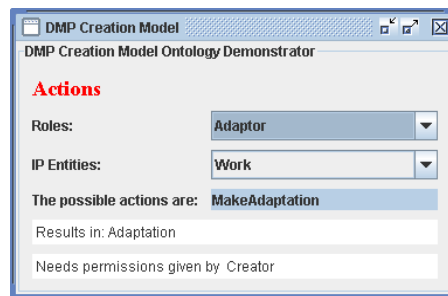 DMP Creation Model
DMP Creation Model Ontology Demonstrator
Actions
Roles: Adaptor
IP Entities: Work
The possible actions are: MakeAdaptation
Results in: Adaptation
Needs permissions given by Creator